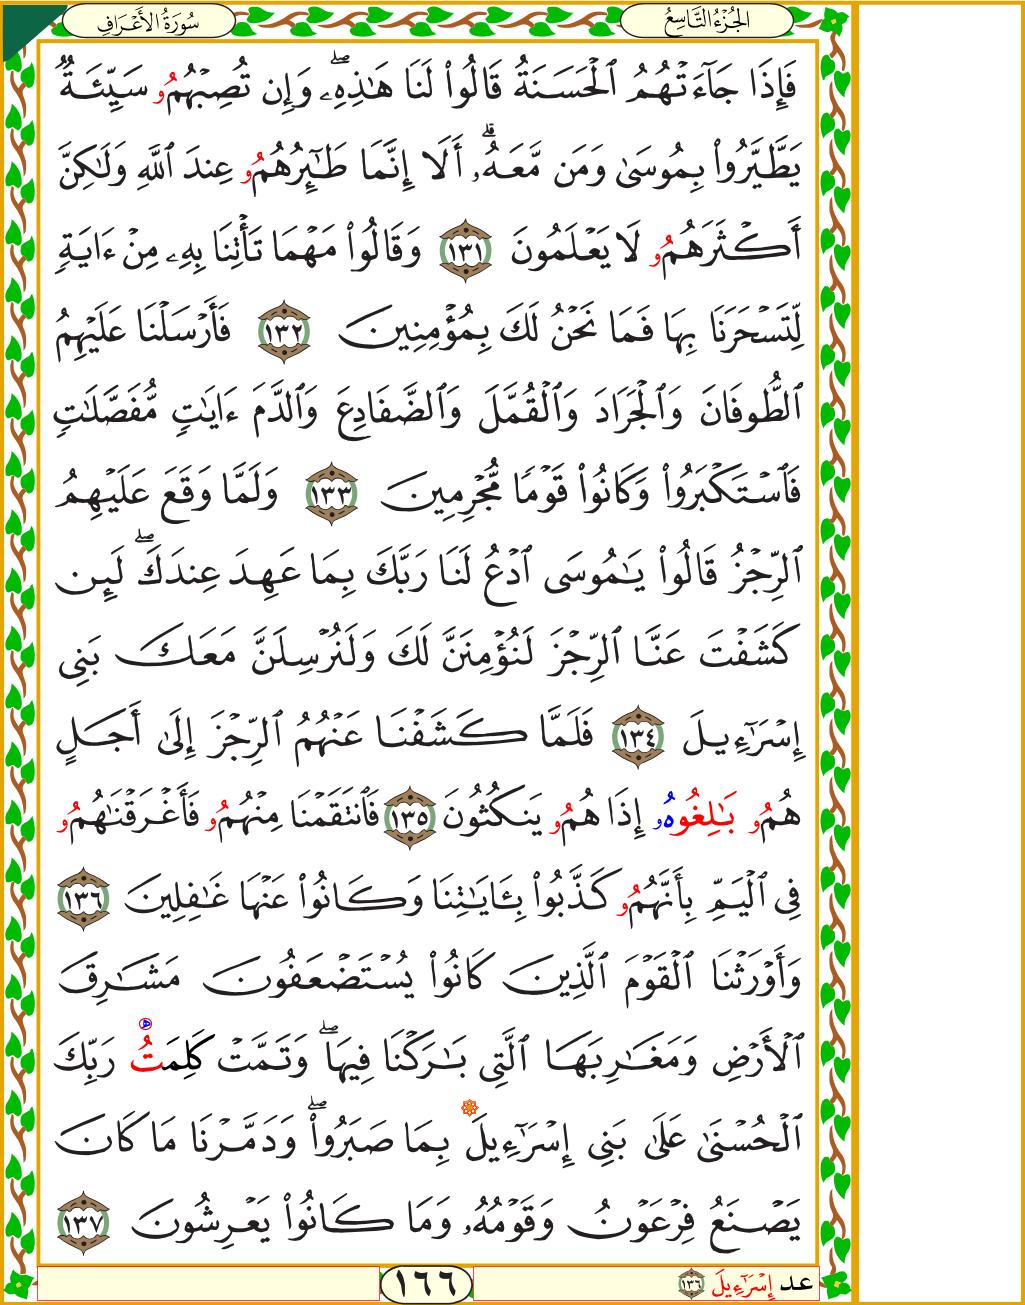 الجُزْءُ التَّاسِعُ
سُورَةُ الأَعْرَافِ
فَإِذَا جَآءَتْهُمُ ٱلْحَسَنَةُ قَالُوا۟ لَنَا هَـٰذِهِۦۖ وَإِن تُصِبْهُمُۥ سَيِّئَةٌۭ
يَطَّيَّرُوا۟ بِمُوسَىٰ وَمَن مَّعَهُۥٓۗ أَلَآ إِنَّمَا طَـٰٓئِرُهُمُۥ عِندَ ٱللَّهِ وَلَـٰكِنَّ
أَكْثَرَهُمُۥ لَا يَعْلَمُونَ ١٣١ وَقَالُوا۟ مَهْمَا تَأْتِنَا بِهِۦ مِنْ ءَايَةٍۢ
لِّتَسْحَرَنَا بِهَا فَمَا نَحْنُ لَكَ بِمُؤْمِنِينَ ١٣٢ فَأَرْسَلْنَا عَلَيْهِمُ
ٱلطُّوفَانَ وَٱلْجَرَادَ وَٱلْقُمَّلَ وَٱلضَّفَادِعَ وَٱلدَّمَ ءَايَـٰتٍۢ مُّفَصَّلَـٰتٍۢ
فَٱسْتَكْبَرُوا۟ وَكَانُوا۟ قَوْمًۭا مُّجْرِمِينَ ١٣٣ وَلَمَّا وَقَعَ عَلَيْهِمُ
ٱلرِّجْزُ قَالُوا۟ يَـٰمُوسَى ٱدْعُ لَنَا رَبَّكَ بِمَا عَهِدَ عِندَكَۖ لَئِن
كَشَفْتَ عَنَّا ٱلرِّجْزَ لَنُؤْمِنَنَّ لَكَ وَلَنُرْسِلَنَّ مَعَكَ بَنِى
إِسْرَٰٓءِيلَ ١٣٤ فَلَمَّا كَشَفْنَا عَنْهُمُ ٱلرِّجْزَ إِلَىٰٓ أَجَلٍ
هُمُۥ بَـٰلِغُوهُۥ إِذَا هُمُۥ يَنكُثُونَ ١٣٥ فَٱنتَقَمْنَا مِنْهُمُۥ فَأَغْرَقْنَـٰهُمُۥ
فِى ٱلْيَمِّ بِأَنَّهُمُۥ كَذَّبُوا۟ بِـَٔايَـٰتِنَا وَكَانُوا۟ عَنْهَا غَـٰفِلِينَ ١٣٦
وَأَوْرَثْنَا ٱلْقَوْمَ ٱلَّذِينَ كَانُوا۟ يُسْتَضْعَفُونَ مَشَـٰرِقَ
ٱلْأَرْضِ وَمَغَـٰرِبَهَا ٱلَّتِى بَـٰرَكْنَا فِيهَاۖ وَتَمَّتْ كَلِمَتُ رَبِّكَ
ٱلْحُسْنَىٰ عَلَىٰ بَنِىٓ إِسْرَٰٓءِيلَ بِمَا صَبَرُوا۟ۖ وَدَمَّرْنَا مَا كَانَ
يَصْنَعُ فِرْعَوْنُ وَقَوْمُهُۥ وَمَا كَانُوا۟ يَعْرِشُونَ ١٣٧
عد إِسْرَٰٓءِيلَ ١٣٦
١٦٦